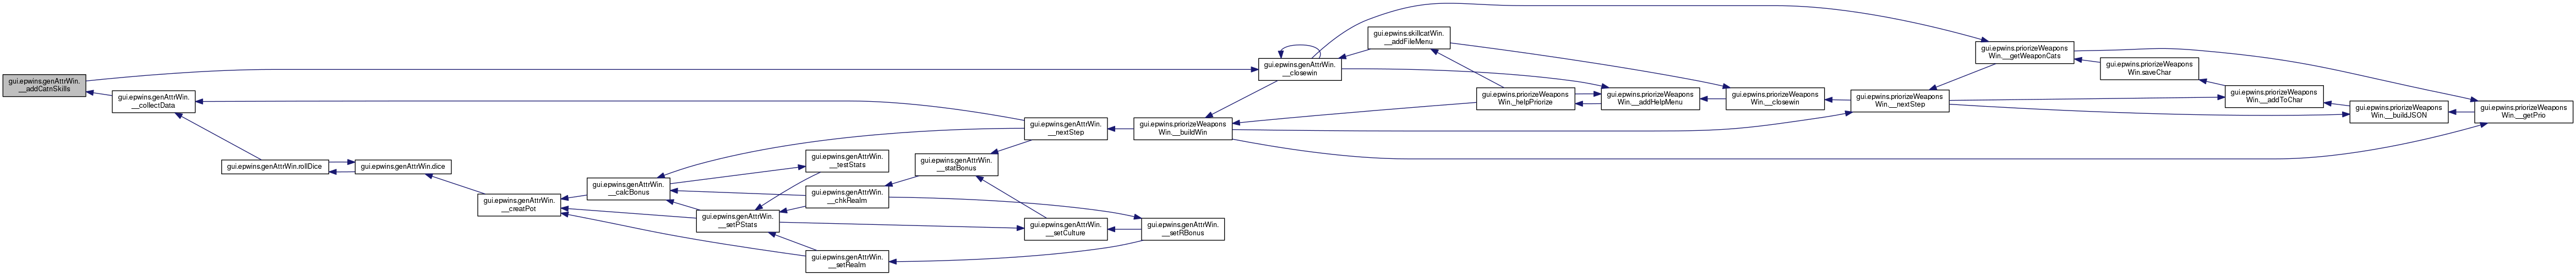 gui.epwins.genAttrWin.
__addCatnSkills
gui.epwins.genAttrWin.
__collectData
gui.epwins.genAttrWin.rollDice
gui.epwins.genAttrWin.dice
gui.epwins.genAttrWin.
__creatPot
gui.epwins.genAttrWin.
__calcBonus
gui.epwins.genAttrWin.
__setPStats
gui.epwins.genAttrWin.
__testStats
gui.epwins.genAttrWin.
__chkRealm
gui.epwins.genAttrWin.
__setRealm
gui.epwins.genAttrWin.
__statBonus
gui.epwins.genAttrWin.
__nextStep
gui.epwins.genAttrWin.
__setCulture
gui.epwins.genAttrWin.
__setRBonus
gui.epwins.priorizeWeapons
Win.__buildWin
gui.epwins.genAttrWin.
__closewin
gui.epwins.skillcatWin.
__addFileMenu
gui.epwins.priorizeWeapons
Win._helpPriorize
gui.epwins.priorizeWeapons
Win.__addHelpMenu
gui.epwins.priorizeWeapons
Win.__closewin
gui.epwins.priorizeWeapons
Win.__nextStep
gui.epwins.priorizeWeapons
Win.__getWeaponCats
gui.epwins.priorizeWeapons
Win.saveChar
gui.epwins.priorizeWeapons
Win.__addToChar
gui.epwins.priorizeWeapons
Win.__buildJSON
gui.epwins.priorizeWeapons
Win.__getPrio